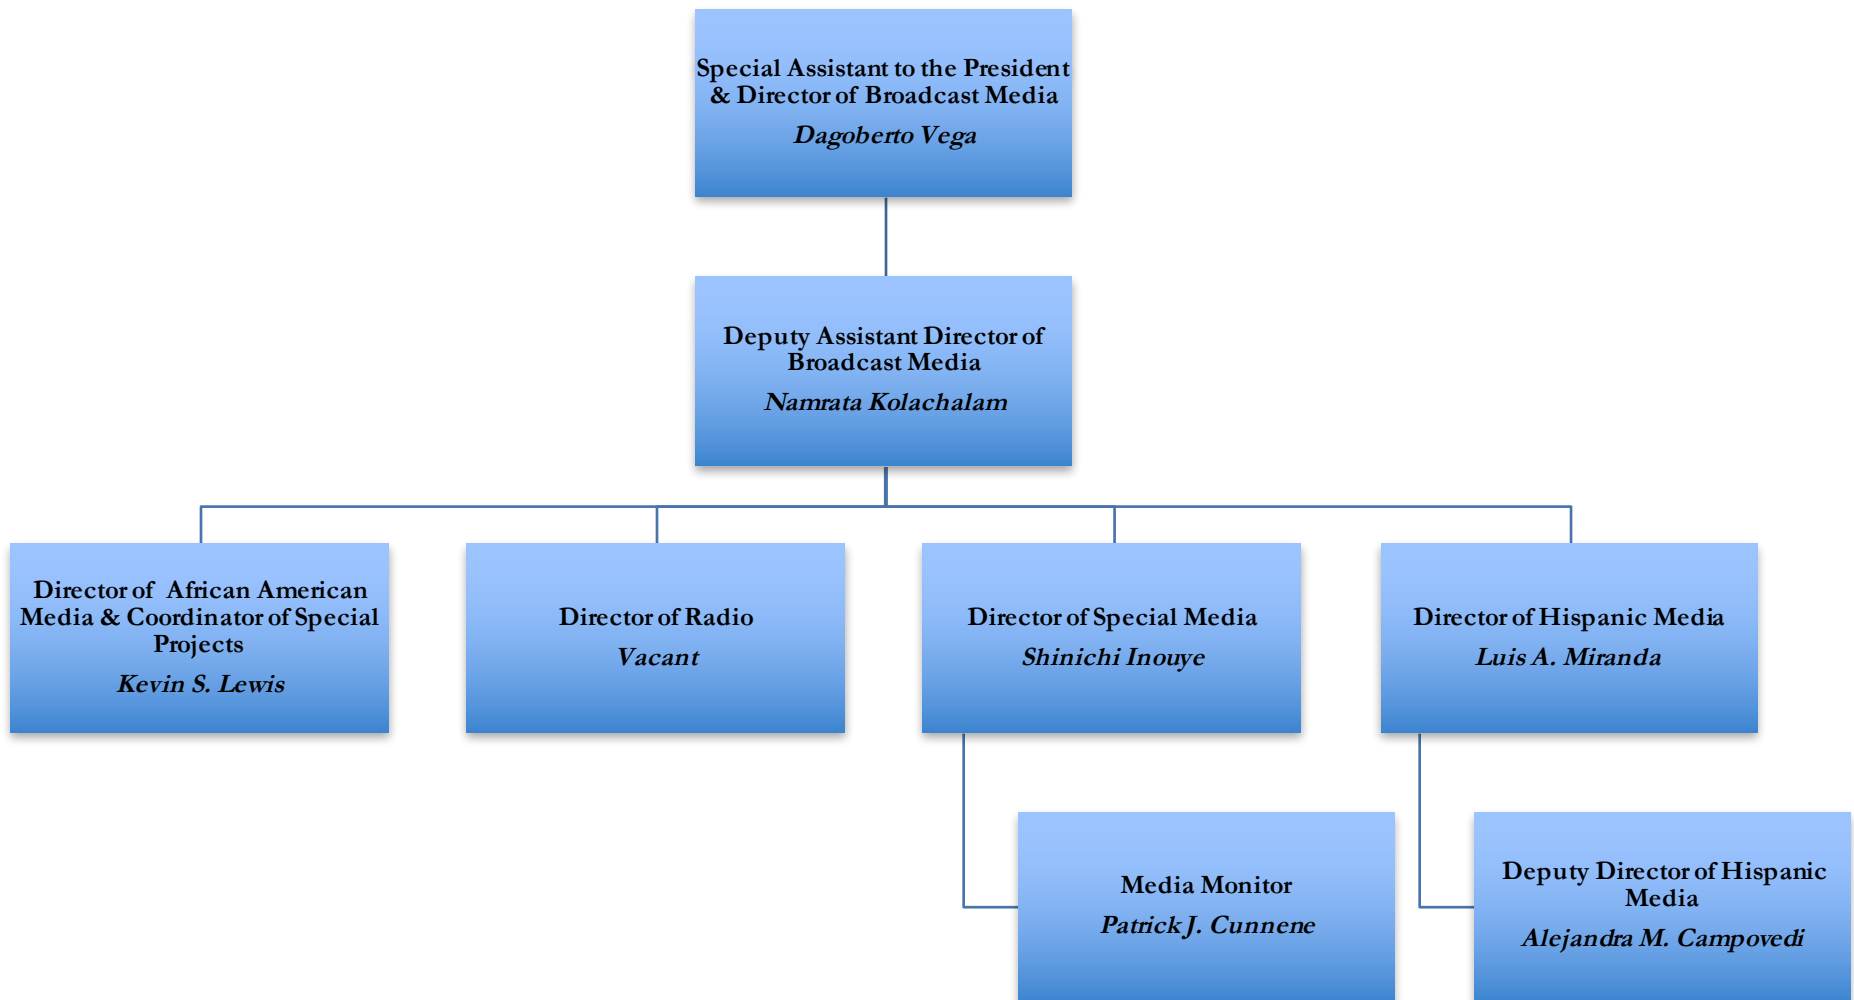 Special Assistant to the President
& Director of Broadcast Media
Dagoberto Vega
Deputy Assistant Director of
Broadcast Media
Namrata Kolachalam
Director of African American
Media & Coordinator of Special
Projects
Kevin S. Lewis
Director of Radio
Vacant
Director of Special Media
Shinichi Inouye
Director of Hispanic Media
Luis A. Miranda
Media Monitor
Patrick J. Cunnene
Deputy Director of Hispanic
Media
Alejandra M. Campovedi